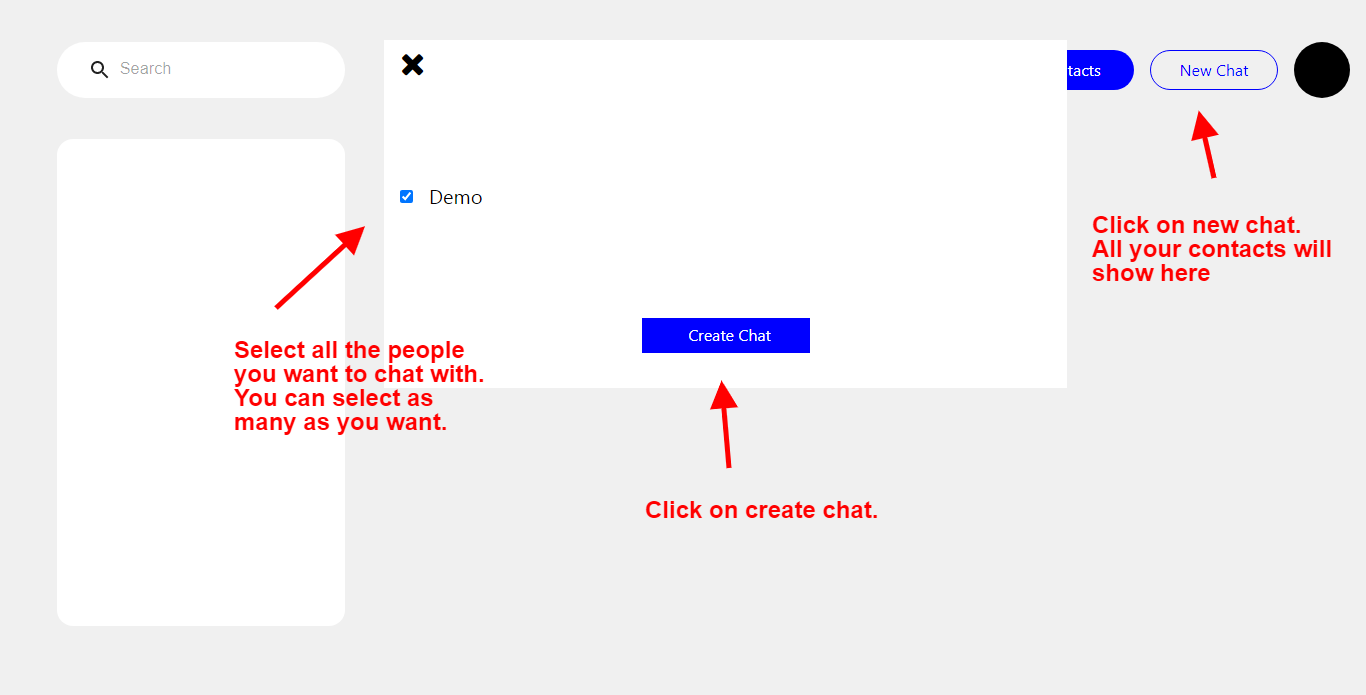 Search
tacts
New Chat
Demo
Click on new chat.
All your contacts will
show here
Create Chat
Select all the people
you want to chat with.
You can select as
many as you want.
Click on create chat.